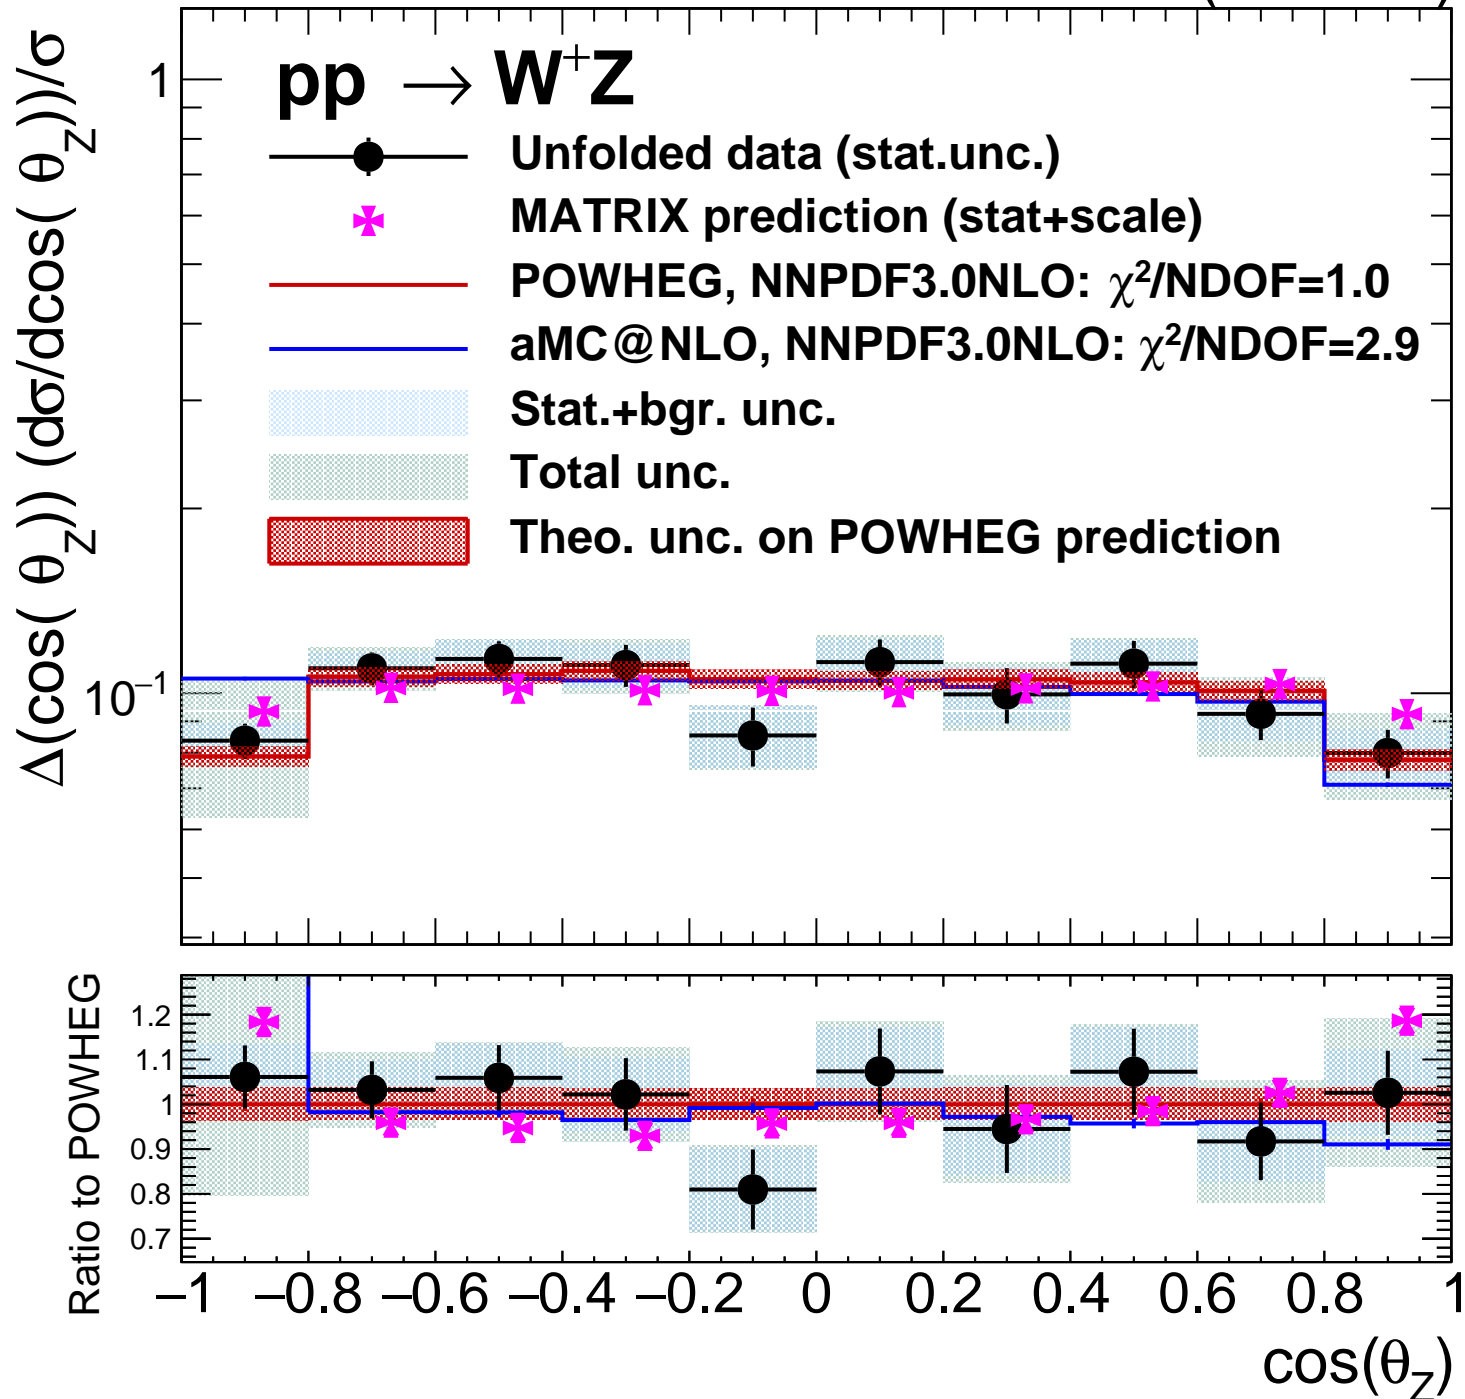 pp → W⁺Z
Unfolded data (stat.unc.)
MATRIX prediction (stat+scale)
POWHEG, NNPDF3.0NLO: χ²/NDOF=1.0
aMC@NLO, NNPDF3.0NLO: χ²/NDOF=2.9
Stat.+bgr. unc.
Total unc.
Theo. unc. on POWHEG prediction
Δ(cos( θ_Z)) (dσ/dcos( θ_Z))/σ
1
10⁻¹
Ratio to POWHEG
1.2
1.1
1
0.9
0.8
0.7
−1 −0.8 −0.6 −0.4 −0.2 0 0.2 0.4 0.6 0.8 1
cos(θ_Z)